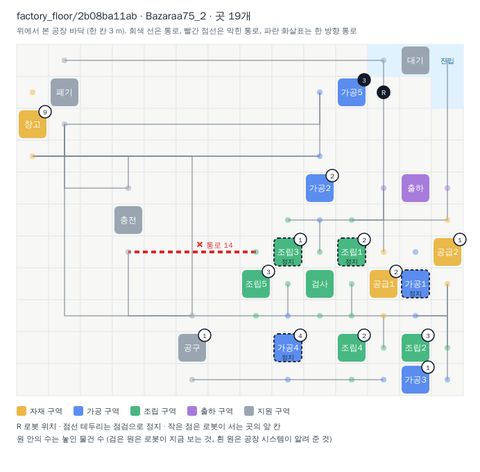 factory_floor/2b08ba11ab · Bazaraa75_2 · 곳 19개
위에서 본 공장 바닥 (한 칸 3 m). 회색 선은 통로, 빨간 점선은 막힌 통로, 파란 화살표는 한 방향 통로
대기
진입
3
폐기
가공5
R
9
창고
2
가공2
출하
충전
✕ 통로 14
1
조립3
정지
2
조립1
정지
1
공급2
3
조립5
검사
2
공급1
가공1
정지
1
공구
4
가공4
정지
2
조립4
3
조립2
1
가공3
자재 구역
가공 구역
조립 구역
출하 구역
지원 구역
R 로봇 위치 · 점선 테두리는 점검으로 정지 · 작은 점은 로봇이 서는 곳의 앞 칸
원 안의 수는 놓인 물건 수 (검은 원은 로봇이 지금 보는 것, 흰 원은 공장 시스템이 알려 준 것)